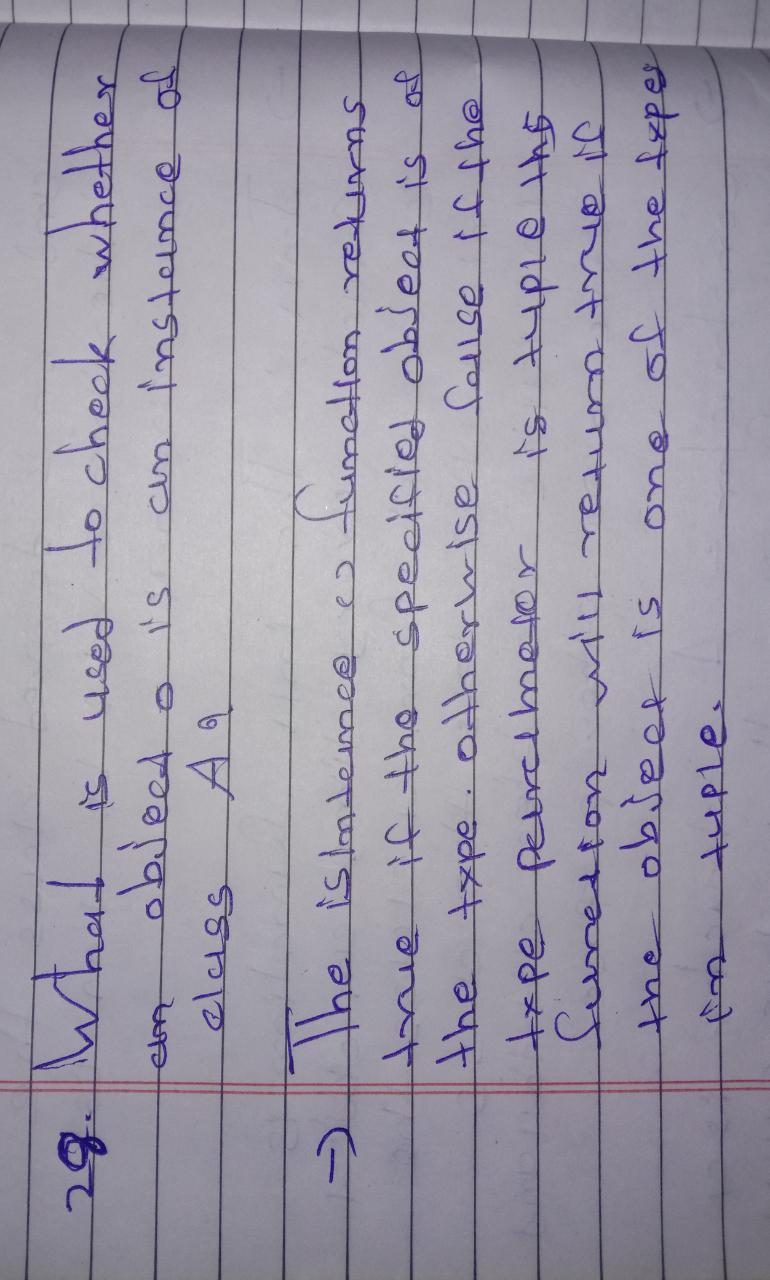 28. What is used to check whether
an object o is an instance of
class A?
→ The isintance () function returns
true if the specified object is of
the type. otherwise false if the
type parameter is tuple this
function will return true if
the object is one of the types
in tuple.